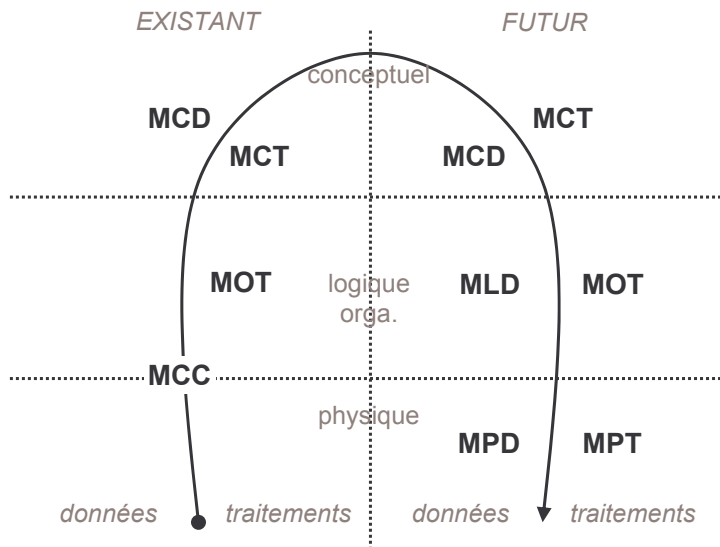 EXISTANT FUTUR
conceptuel
MCD MCT
MCT MCD
MOT logique MLD MOT
orga.
MCC
physique
MPD MPT
données traitements données traitements